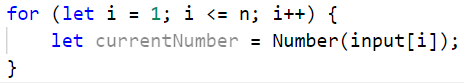 for (let i = 1; i <= n; i++) {
    let currentNumber = Number(input[i]);
}